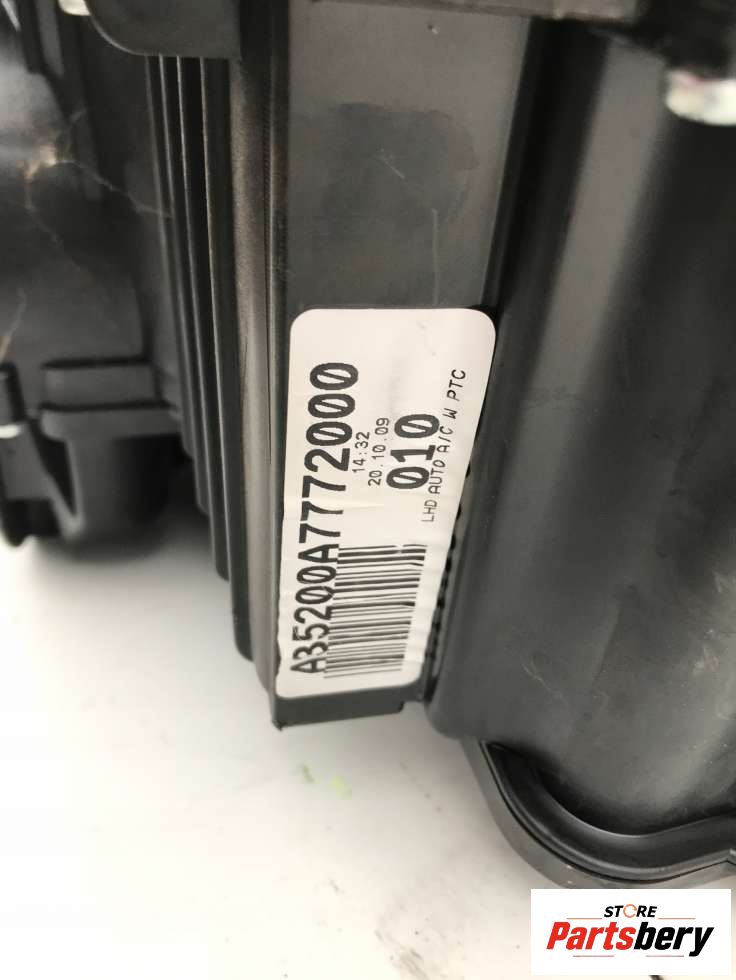 A35200A7772000
14:32
20.10.09
010
LHD AUTO A/C W PTC
STORE
Partsbery